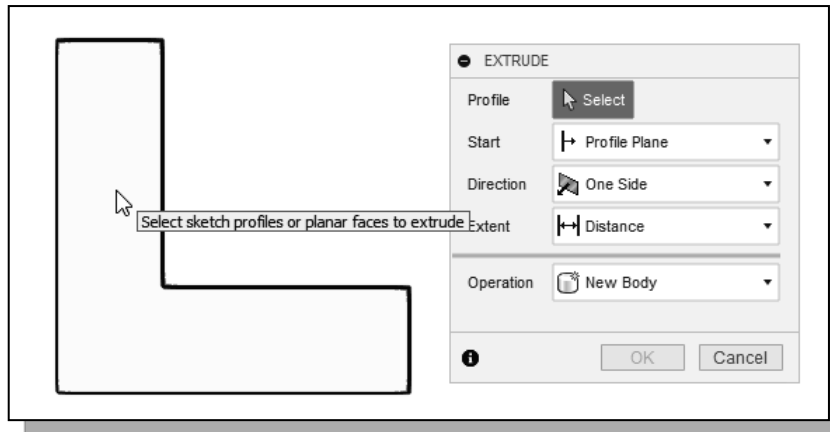 EXTRUDE
Profile Select
Start Profile Plane
Direction One Side
Select sketch profiles or planar faces to extrude
Extent Distance
Operation New Body
OK Cancel